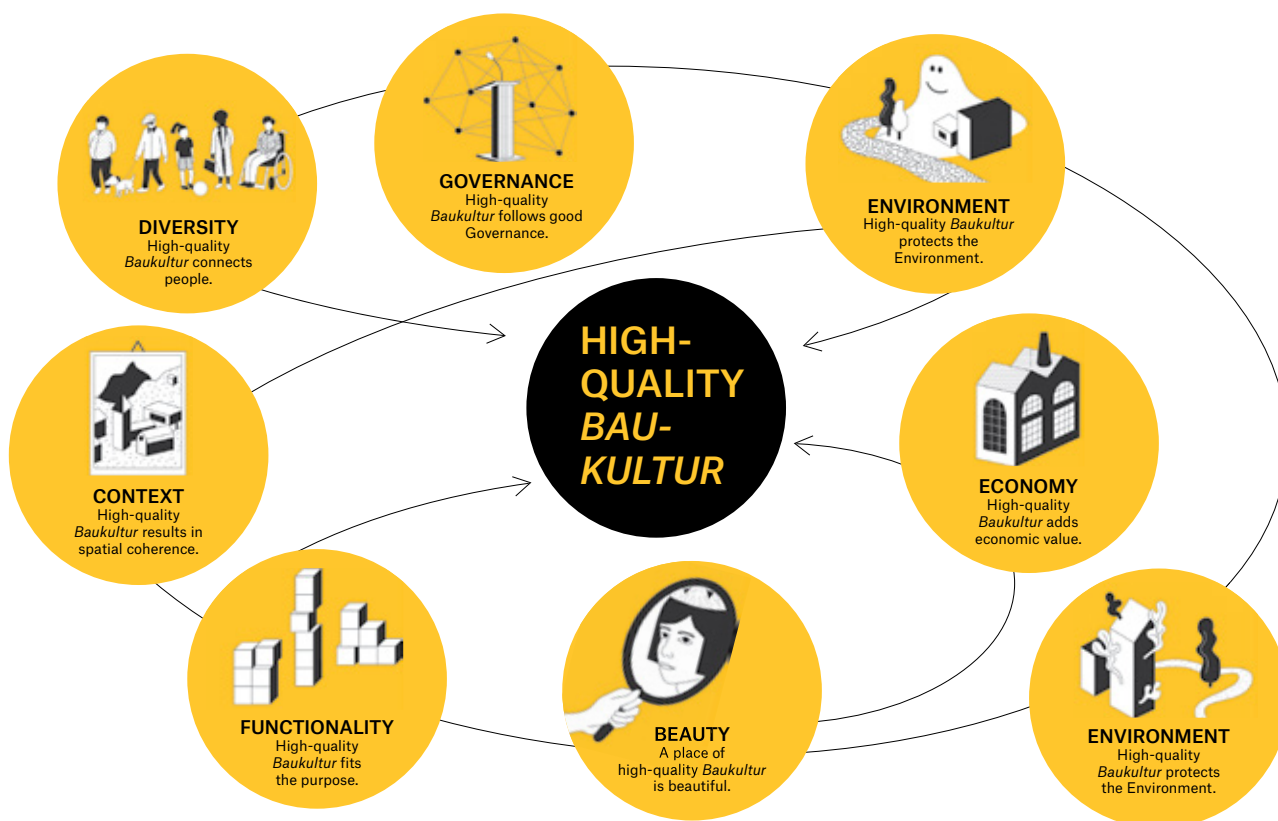 GOVERNANCE
High-quality
Baukultur follows good
Governance.
DIVERSITY
High-quality
Baukultur connects
people.
ENVIRONMENT
High-quality Baukultur
protects the
Environment.
HIGH-
QUALITY
BAU-
KULTUR
CONTEXT
High-quality
Baukultur results in
spatial coherence.
ECONOMY
High-quality
Baukultur adds
economic value.
FUNCTIONALITY
High-quality
Baukultur fits
the purpose.
BEAUTY
A place of
high-quality Baukultur
is beautiful.
ENVIRONMENT
High-quality
Baukultur protects
the Environment.